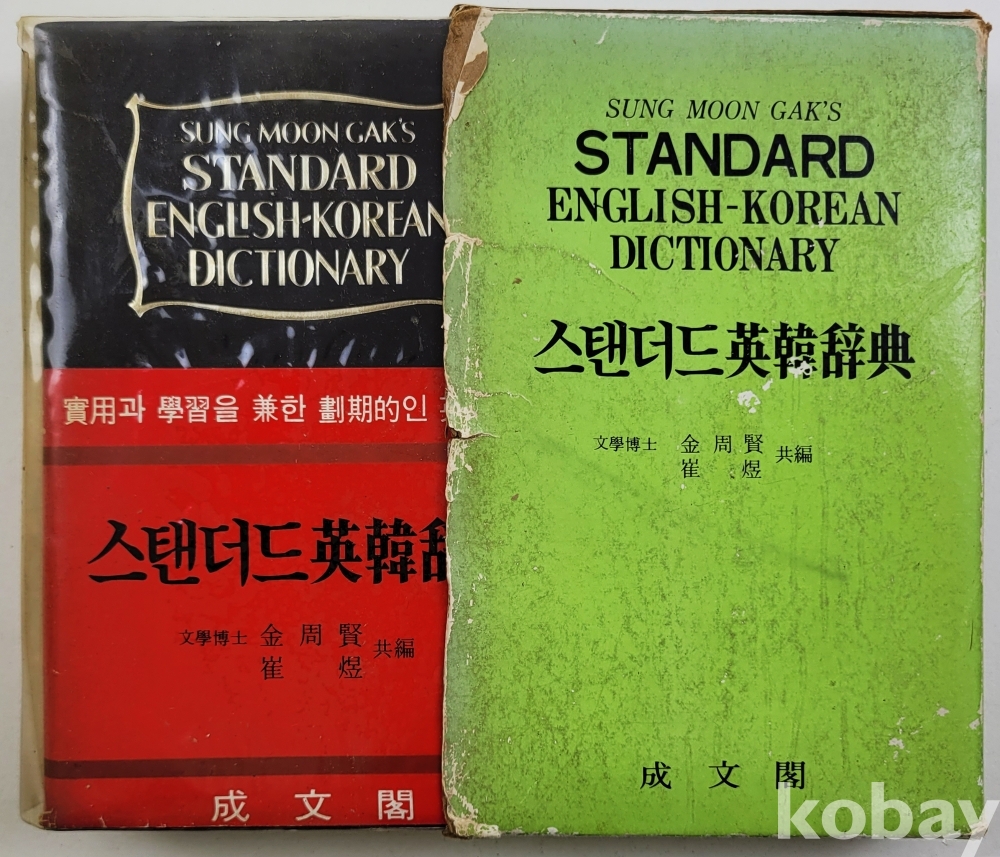 SUNG MOON GAK'S
STANDARD
ENGLISH-KOREAN
DICTIONARY
實用과 學習을 兼한 劃期的인
스탠더드英韓
文學博士 金周賢 共編
崔煜
成文閣
SUNG MOON GAK'S
STANDARD
ENGLISH-KOREAN
DICTIONARY
스탠더드英韓辞典
文學博士 金周賢 共編
崔煜
成文閣
kobay